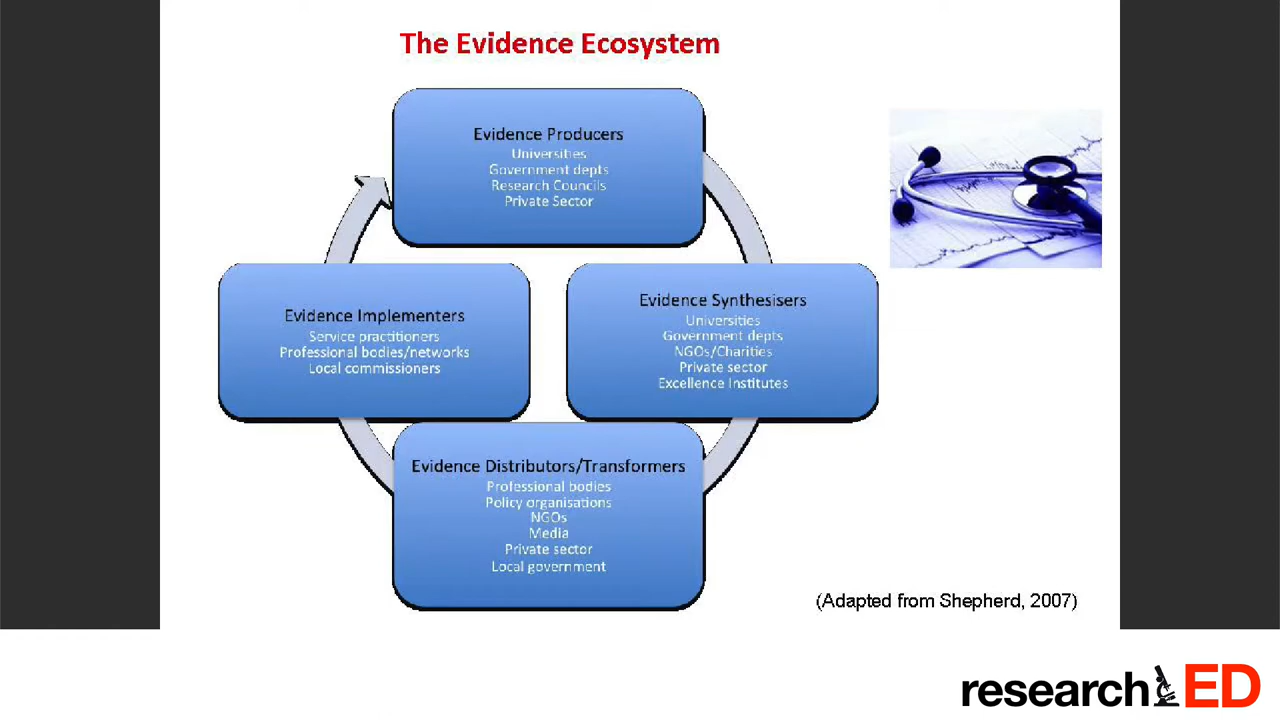 The Evidence Ecosystem
Evidence Producers
Universities
Government depts
Research Councils
Private Sector
Evidence Implementers
Service practitioners
Professional bodies/networks
Local commissioners
Evidence Synthesisers
Universities
Government depts
NGOs/Charities
Private sector
Excellence Institutes
Evidence Distributors/Transformers
Professional bodies
Policy organisations
NGOs
Media
Private sector
Local government
(Adapted from Shepherd, 2007)
researchED